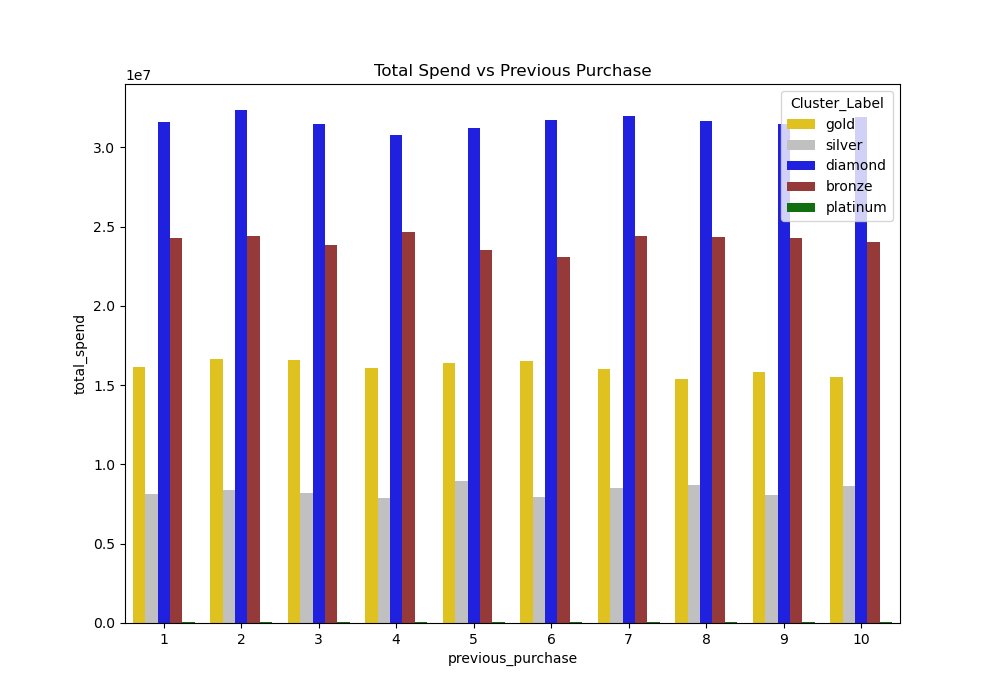 Total Spend vs Previous Purchase
1e7
3.0
2.5
2.0
1.5
1.0
0.5
0.0
total_spend
Cluster_Label
gold
silver
diamond
bronze
platinum
1 2 3 4 5 6 7 8 9 10
previous_purchase